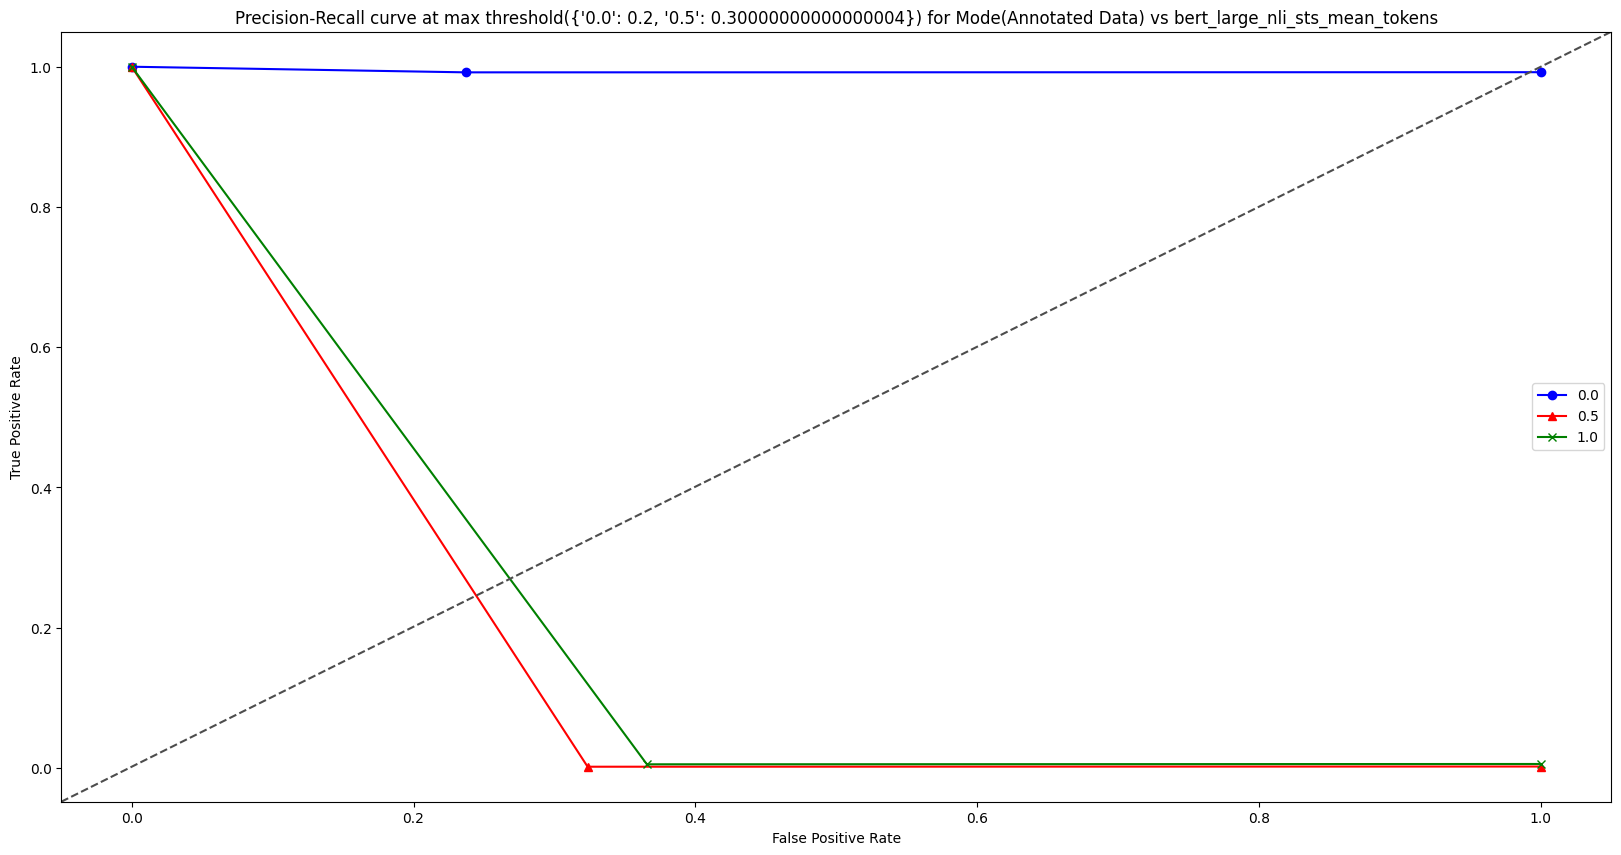 Precision-Recall curve at max threshold({'0.0': 0.2, '0.5': 0.30000000000000004}) for Mode(Annotated Data) vs bert_large_nli_sts_mean_tokens
1.0
0.8
0.6
0.4
0.2
0.0
True Positive Rate
0.0
0.5
1.0
0.0 0.2 0.4 0.6 0.8 1.0
False Positive Rate